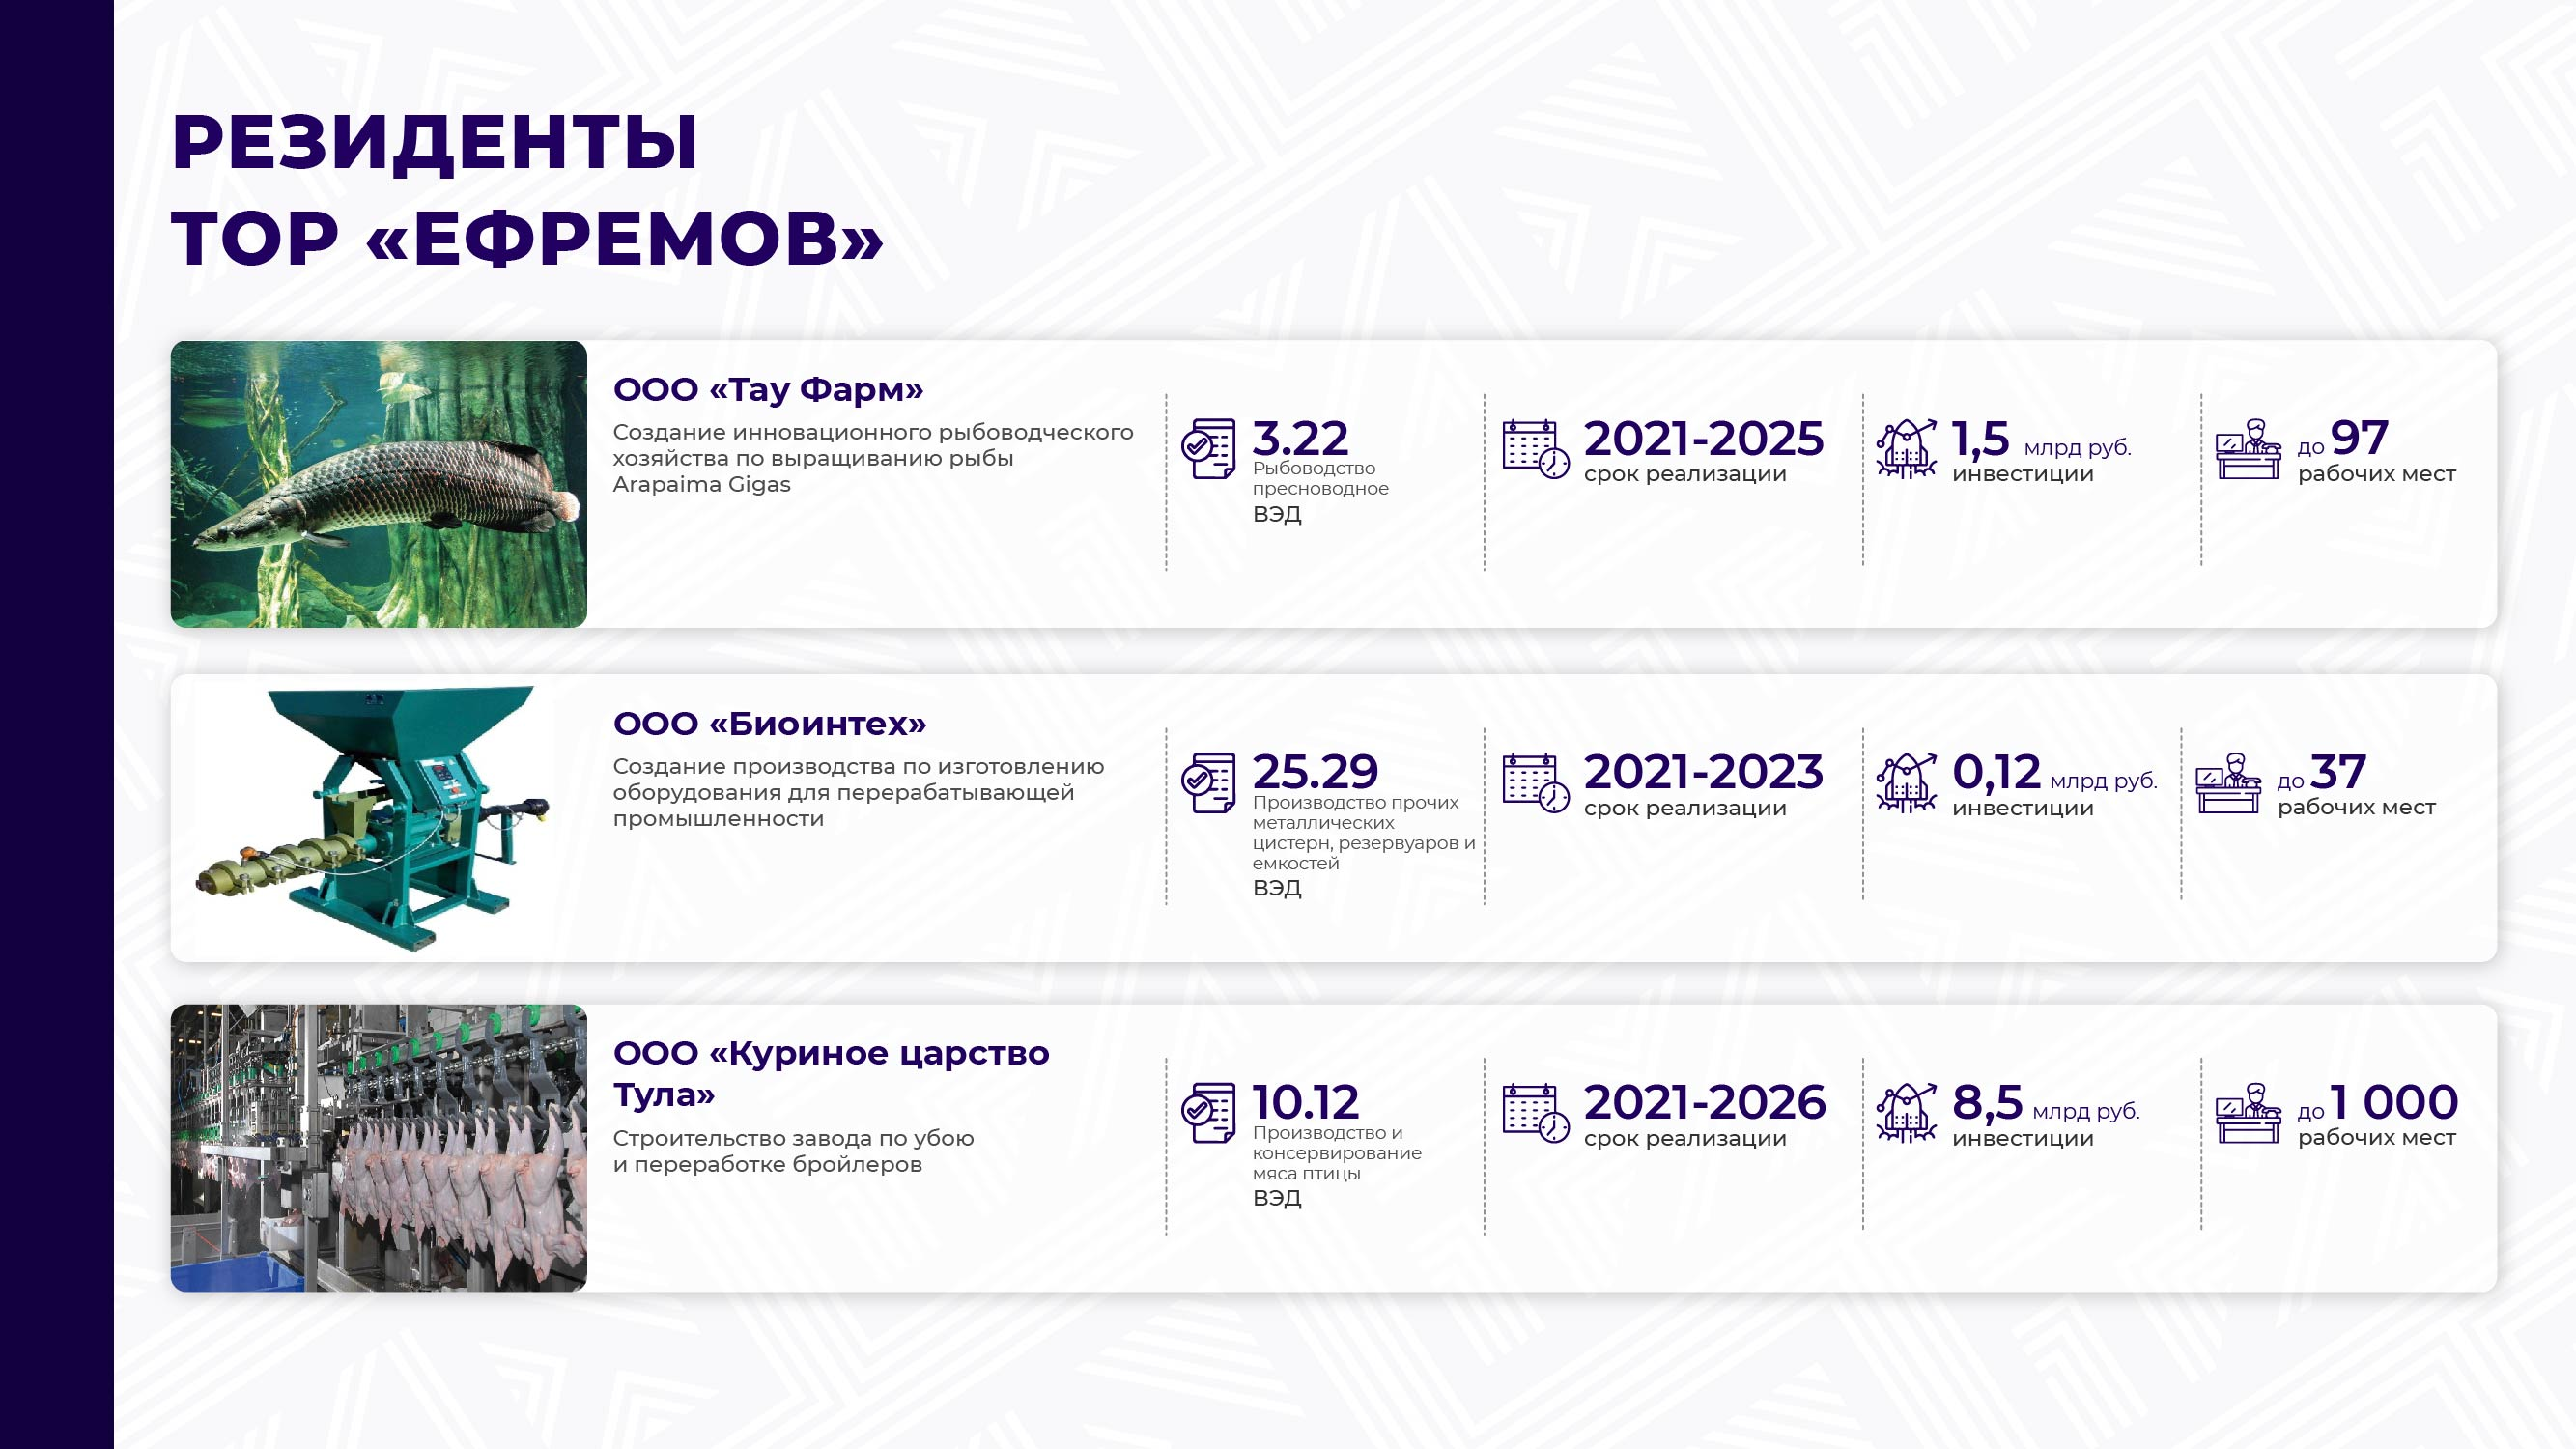 РЕЗИДЕНТЫ
ТОР «ЕФРЕМОВ»
ООО «Тау Фарм»
Создание инновационного рыбоводческого
хозяйства по выращиванию рыбы
Arapaima Gigas
3.22
Рыбоводство
пресноводное
ВЭД
2021-2025
срок реализации
1,5 млрд руб.
инвестиции
до 97
рабочих мест
ООО «Биоинтех»
Создание производства по изготовлению
оборудования для перерабатывающей
промышленности
25.29
Производство прочих
металлических
цистерн, резервуаров и
емкостей
ВЭД
2021-2023
срок реализации
0,12 млрд руб.
инвестиции
до 37
рабочих мест
ООО «Куриное царство
Тула»
Строительство завода по убою
и переработке бройлеров
10.12
Производство и
консервирование
мяса птицы
ВЭД
2021-2026
срок реализации
8,5 млрд руб.
инвестиции
до 1 000
рабочих мест